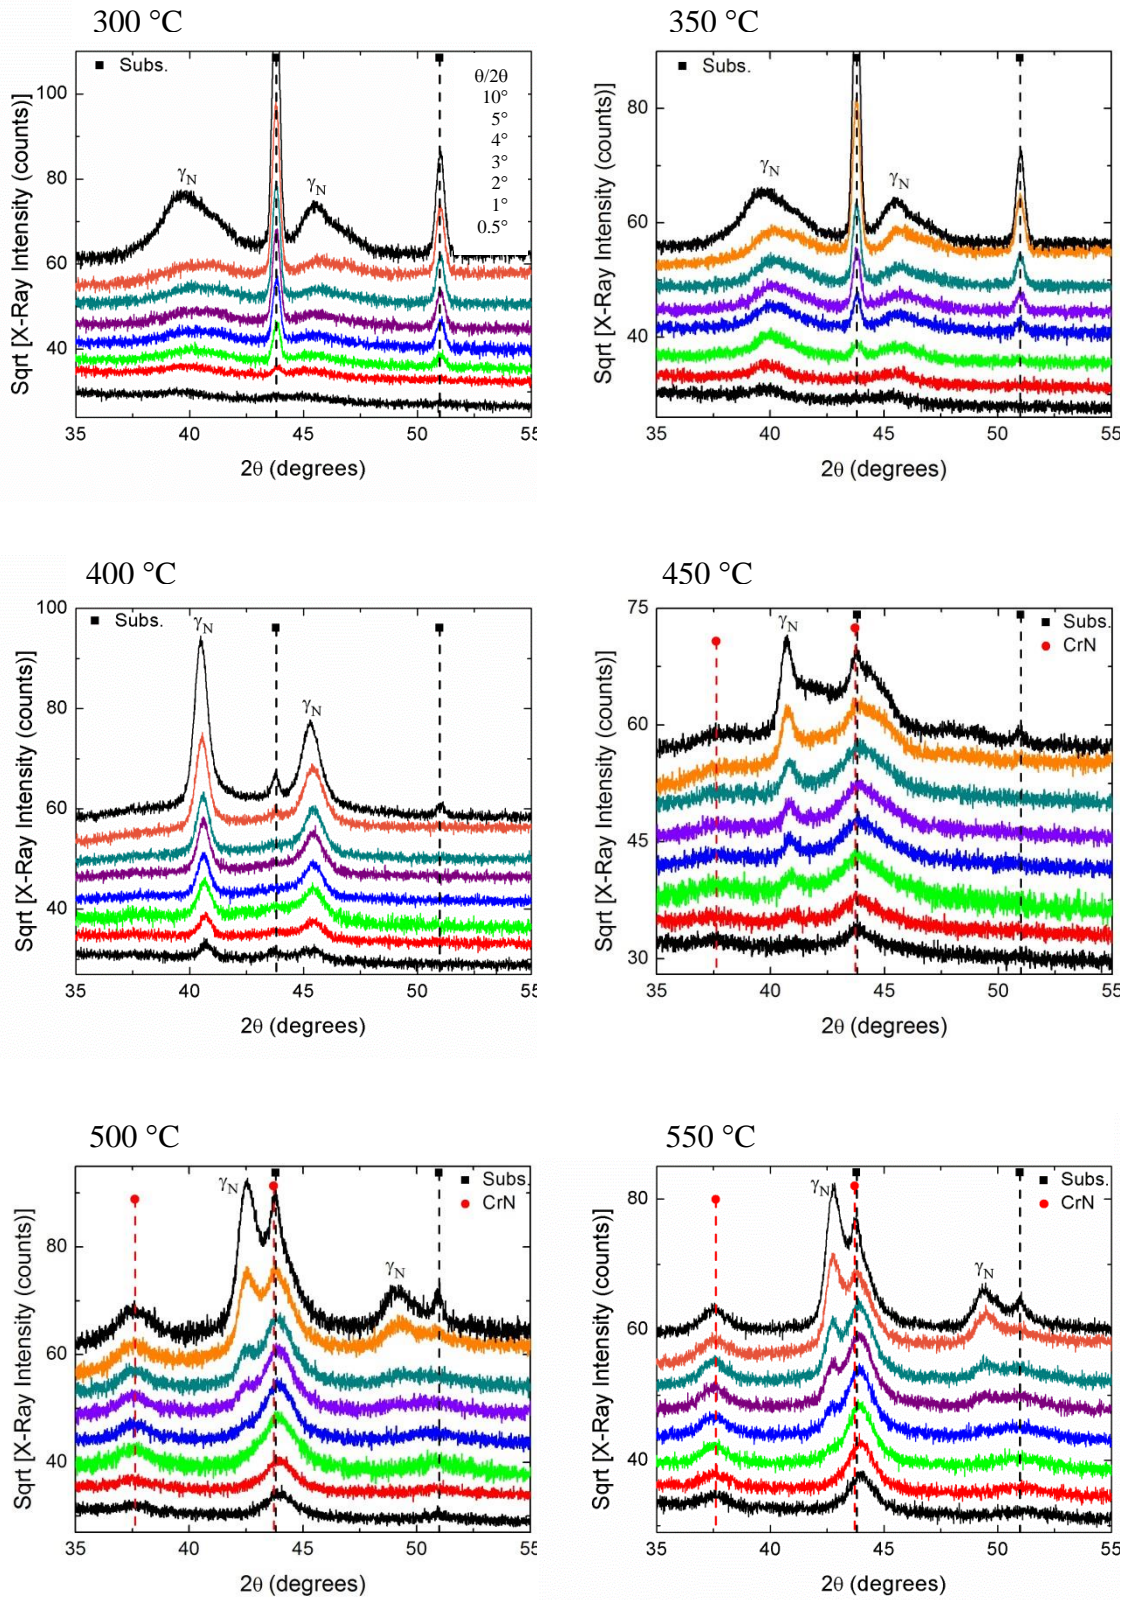 300 °C
350 °C
■ Subs.
■ Subs.
θ/2θ
10°
5°
4°
3°
2°
1°
0.5°
γN
γN
γN
γN
Sqrt [X-Ray Intensity (counts)]
100
80
60
40
35 40 45 50 55
2θ (degrees)
Sqrt [X-Ray Intensity (counts)]
80
60
40
35 40 45 50 55
2θ (degrees)
400 °C
450 °C
■ Subs.
γN
γN
Sqrt [X-Ray Intensity (counts)]
100
80
60
40
35 40 45 50 55
2θ (degrees)
■ Subs.
● CrN
γN
Sqrt [X-Ray Intensity (counts)]
75
60
45
30
35 40 45 50 55
2θ (degrees)
500 °C
550 °C
■ Subs.
● CrN
γN
γN
Sqrt [X-Ray Intensity (counts)]
80
60
40
35 40 45 50 55
2θ (degrees)
■ Subs.
● CrN
γN
γN
Sqrt [X-Ray Intensity (counts)]
80
60
40
35 40 45 50 55
2θ (degrees)